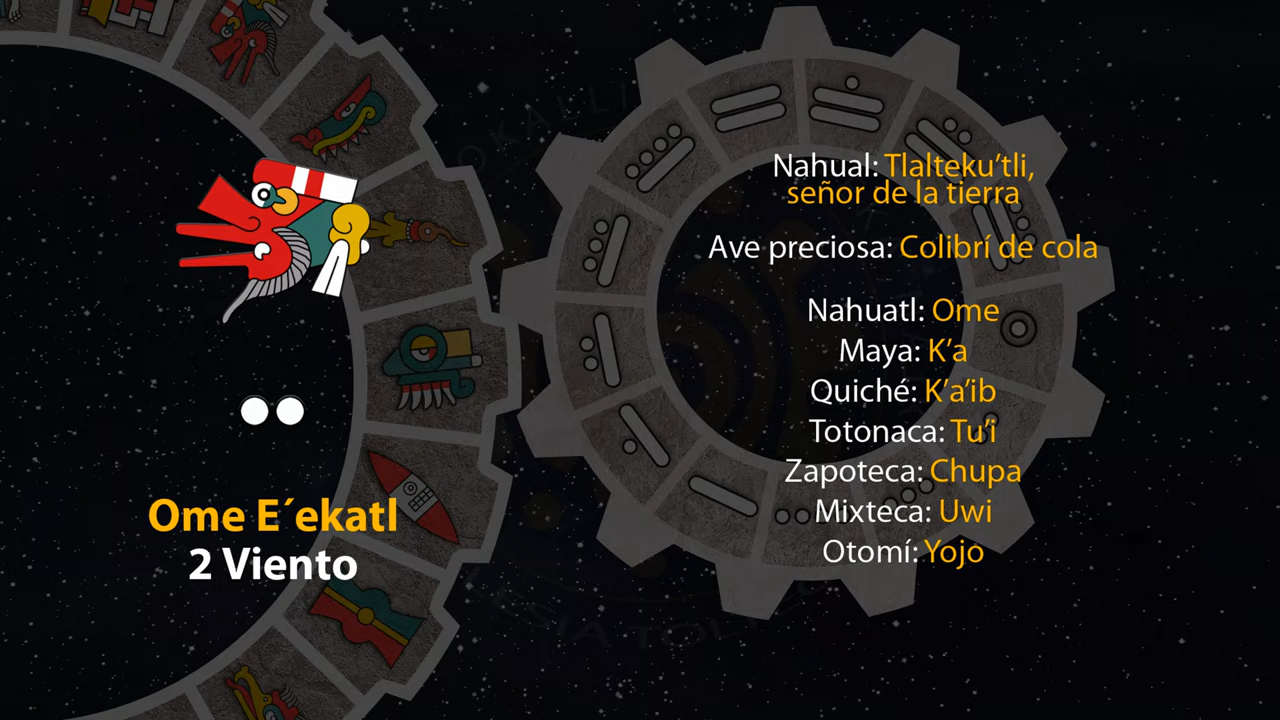 Ome E´ekatl
2 Viento
Nahual: Tlalteku’tli,
señor de la tierra
Ave preciosa: Colibrí de cola
Nahuatl: Ome
Maya: K’a
Quiché: K’a’ib
Totonaca: Tu’i
Zapoteca: Chupa
Mixteca: Uwi
Otomí: Yojo